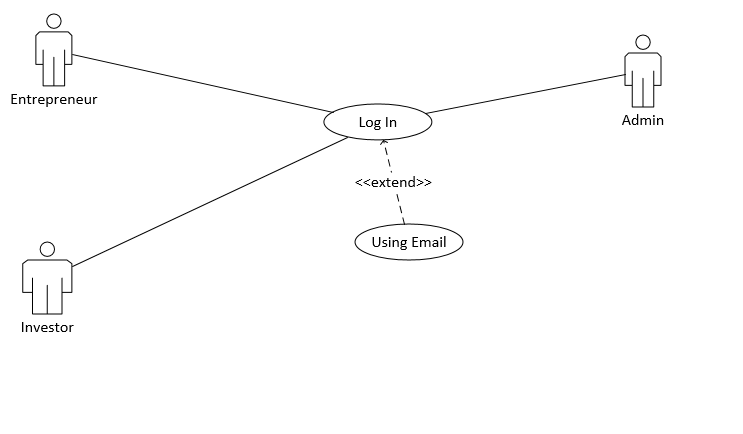 Entrepreneur
Log In
Admin
<<extend>>
Using Email
Investor